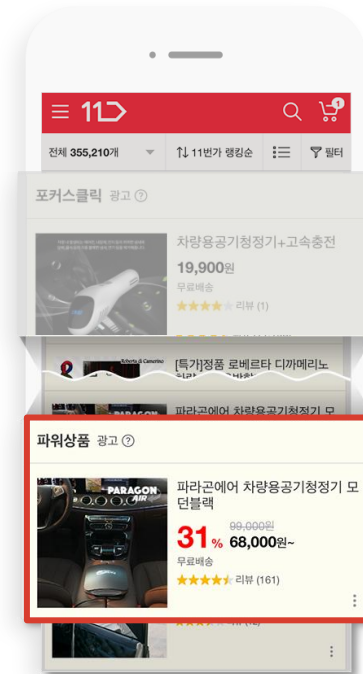 11
전체 355,210개
↑↓ 11번가 랭킹순
필터
포커스클릭 광고 ?
차량용공기청정기+고속충전
19,900원
무료배송
★★★★★ 리뷰 (1)
[특가]정품 로베르타 디까메리노
파라곤에어 차량용공기청정기 모
파워상품 광고 ?
PARAGON
AIR
파라곤에어 차량용공기청정기 모
던블랙
99,000원
31% 68,000원~
무료배송
★★★★★ 리뷰 (161)